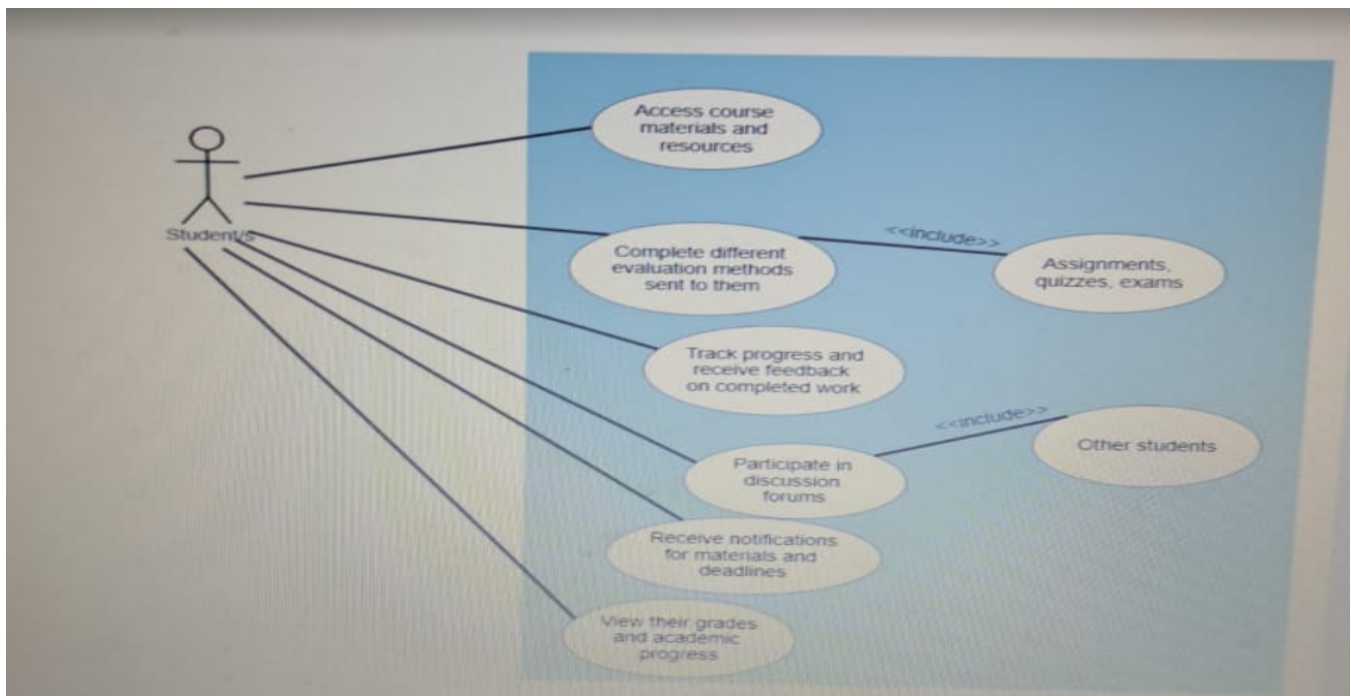 Access course
materials and
resources
Student/s
Complete different
evaluation methods
sent to them
<<include>>
Assignments,
quizzes, exams
Track progress and
receive feedback
on completed work
<<include>>
Other students
Participate in
discussion
forums
Receive notifications
for materials and
deadlines
View their grades
and academic
progress